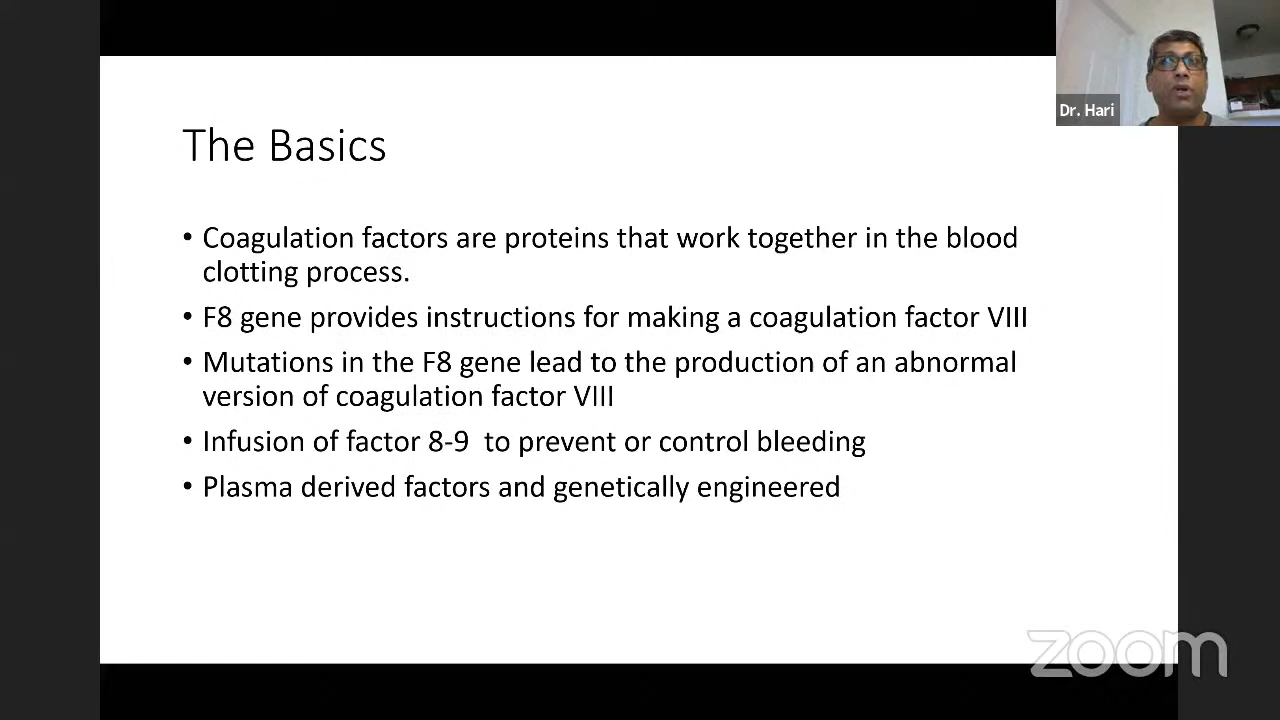 Dr. Hari
The Basics
• Coagulation factors are proteins that work together in the blood
clotting process.
• F8 gene provides instructions for making a coagulation factor VIII
• Mutations in the F8 gene lead to the production of an abnormal
version of coagulation factor VIII
• Infusion of factor 8-9  to prevent or control bleeding
• Plasma derived factors and genetically engineered
zoom